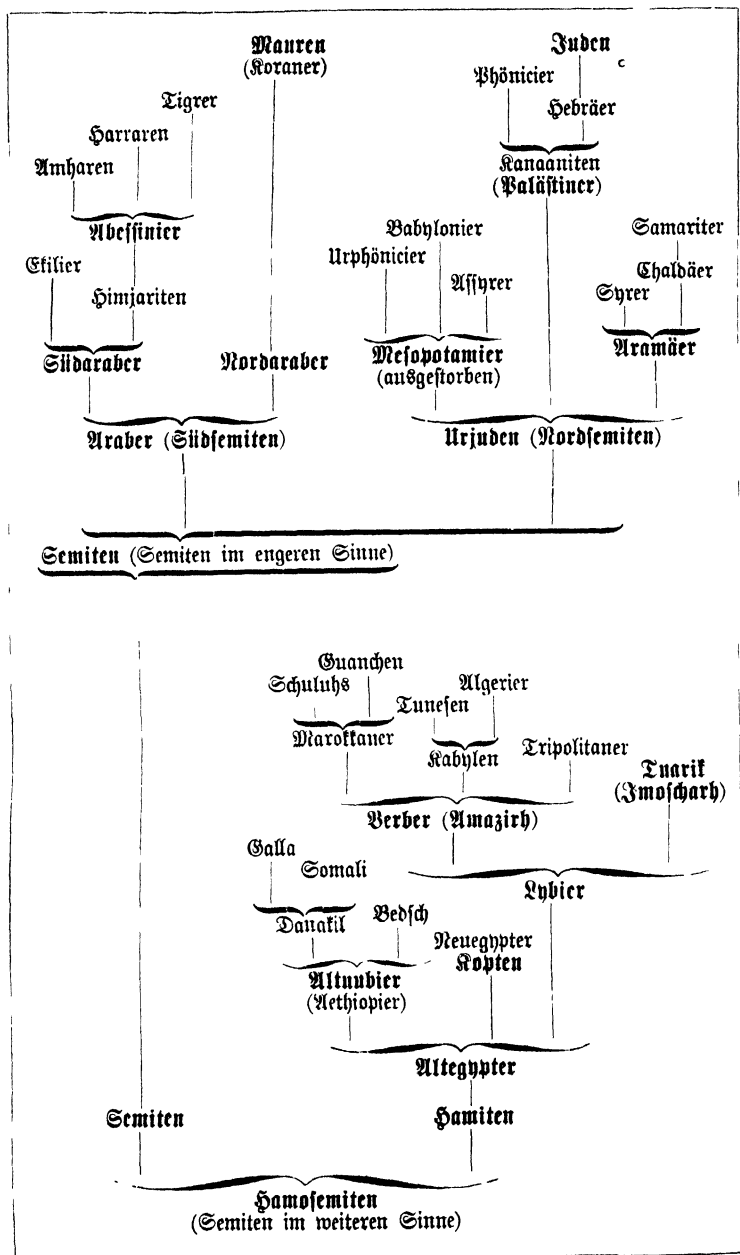 Mauren
(Koraner)
Juden
Phönicier
Hebräer
Kanaaniten
(Palästiner)
Tigrer
Harraren
Amharen
Abessinier
Ekilier
Himjariten
Südaraber
Nordaraber
Babylonier
Urphönicier
Assyrer
Mesopotamier
(ausgestorben)
Samariter
Chaldäer
Syrer
Aramäer
Araber (Südsemiten)
Urjuden (Nordsemiten)
Semiten (Semiten im engeren Sinne)
Guanchen
Schuluhs
Marokkaner
Algerier
Tunesen
Kabylen
Tripolitaner
Tuarik
(Imoscharh)
Berber (Amazirh)
Galla
Somali
Danakil
Bedsch
Lybier
Neuegypter
Kopten
Altnubier
(Aethiopier)
Altegypter
Semiten
Hamiten
Hamosemiten
(Semiten im weiteren Sinne)